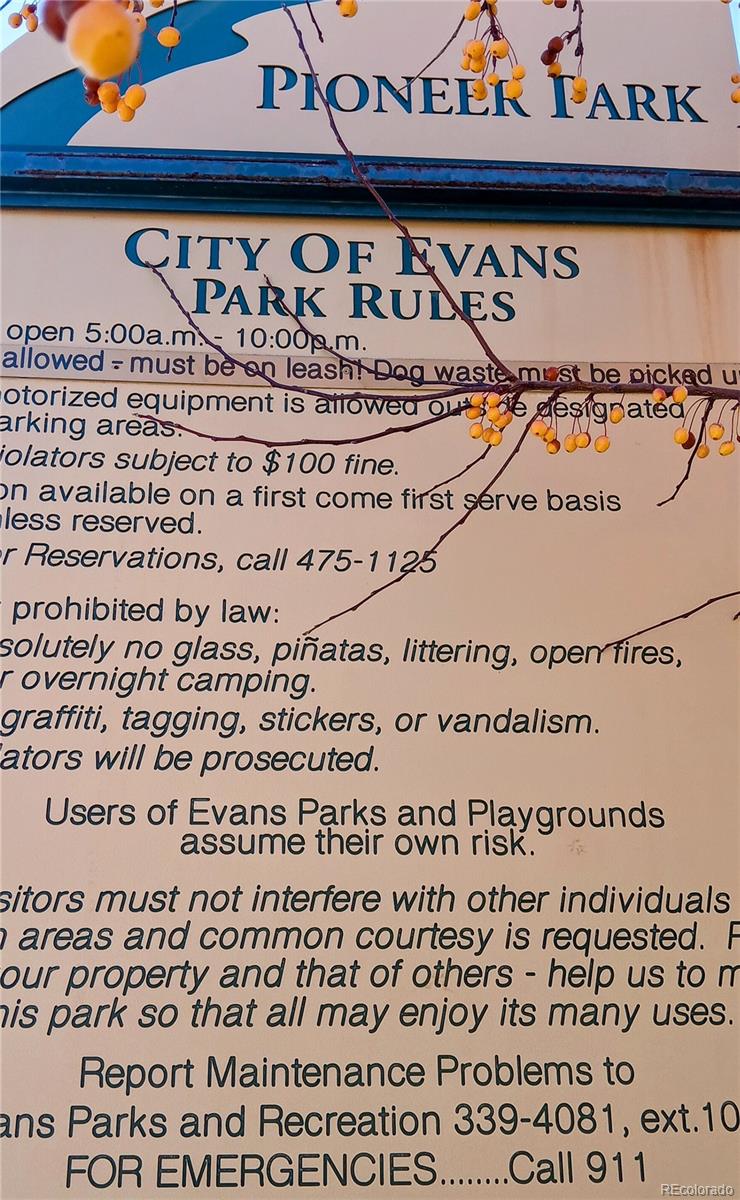 PIONEER PARK
CITY OF EVANS
PARK RULES
open 5:00a.m. - 10:00p.m.
allowed - must be on leash! Dog waste must be picked u
otorized equipment is allowed outside designated
arking areas.
iolators subject to $100 fine.
on available on a first come first serve basis
nless reserved.
r Reservations, call 475-1125
prohibited by law:
solutely no glass, piñatas, littering, open fires,
r overnight camping.
graffiti, tagging, stickers, or vandalism.
lators will be prosecuted.
Users of Evans Parks and Playgrounds
assume their own risk.
sitors must not interfere with other individuals
n areas and common courtesy is requested. P
our property and that of others - help us to m
his park so that all may enjoy its many uses.
Report Maintenance Problems to
ans Parks and Recreation 339-4081, ext.10
FOR EMERGENCIES........Call 911
REcolorado